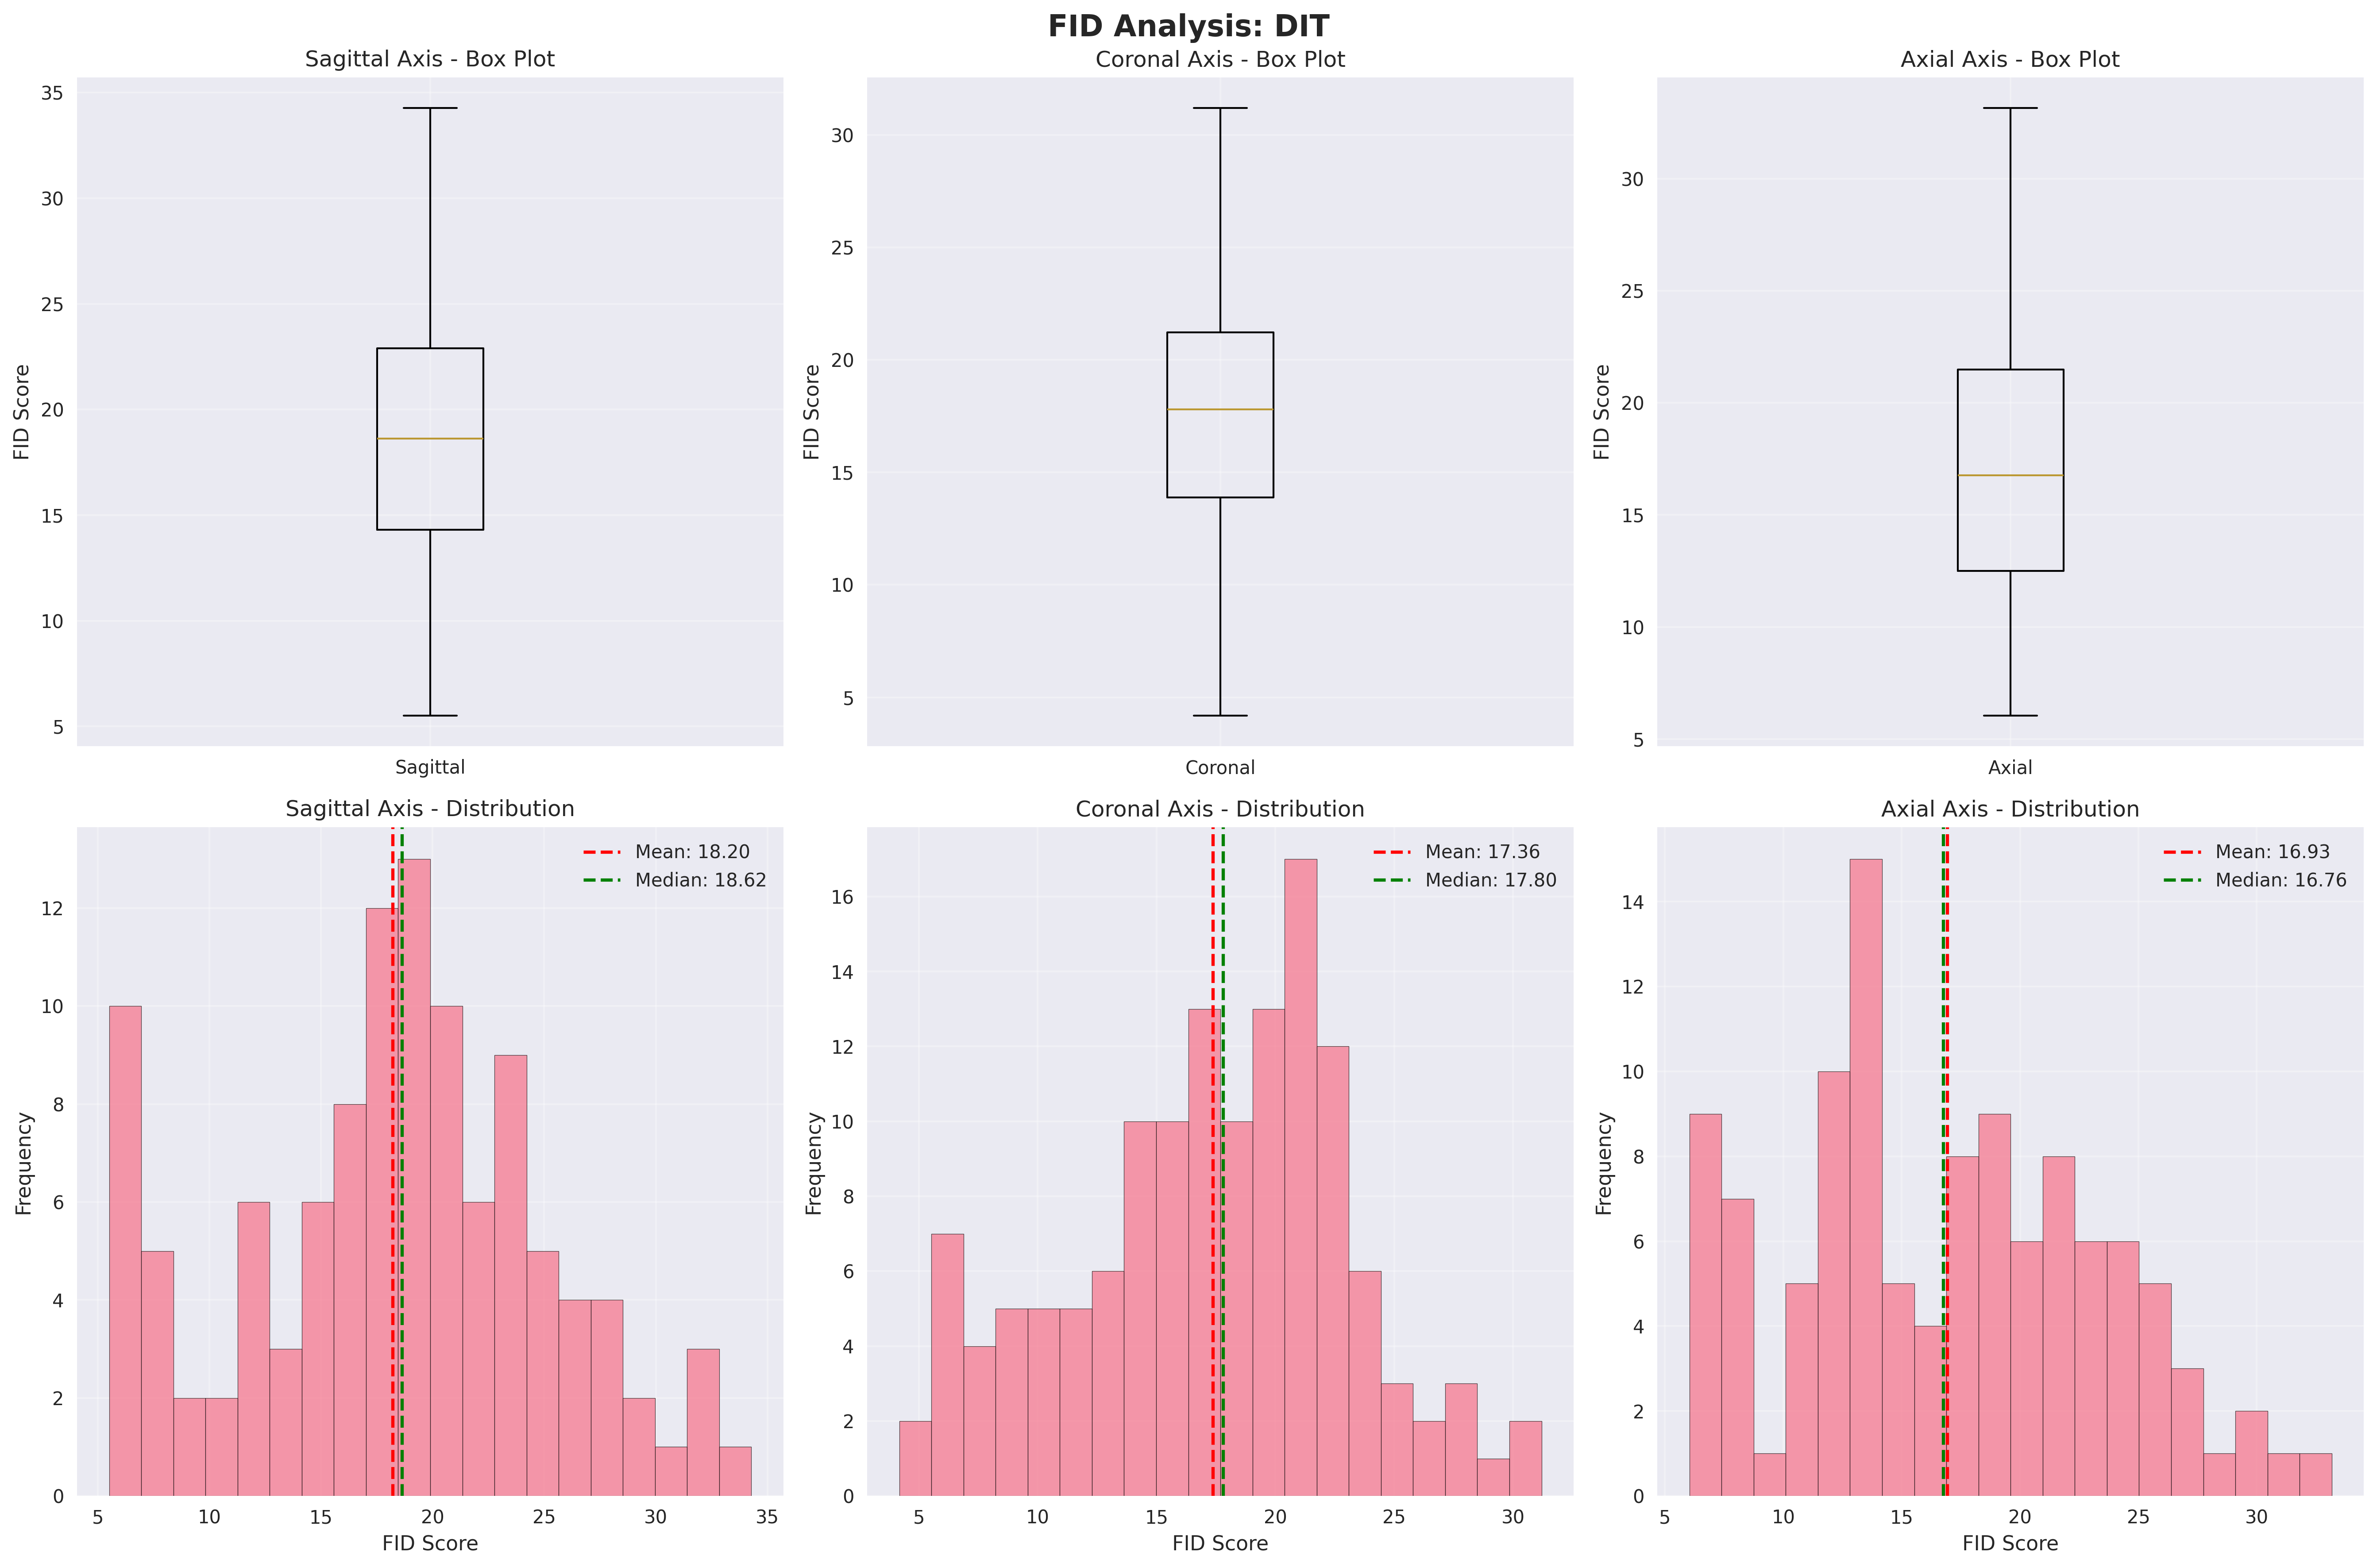 FID Analysis: DIT
Sagittal Axis - Box Plot
FID Score
35
30
25
20
15
10
5
Sagittal
Coronal Axis - Box Plot
FID Score
30
25
20
15
10
5
Coronal
Axial Axis - Box Plot
FID Score
30
25
20
15
10
5
Axial
Sagittal Axis - Distribution
Mean: 18.20
Median: 18.62
Frequency
12
10
8
6
4
2
0
5 10 15 20 25 30 35
FID Score
Coronal Axis - Distribution
Mean: 17.36
Median: 17.80
Frequency
16
14
12
10
8
6
4
2
0
5 10 15 20 25 30
FID Score
Axial Axis - Distribution
Mean: 16.93
Median: 16.76
Frequency
14
12
10
8
6
4
2
0
5 10 15 20 25 30
FID Score